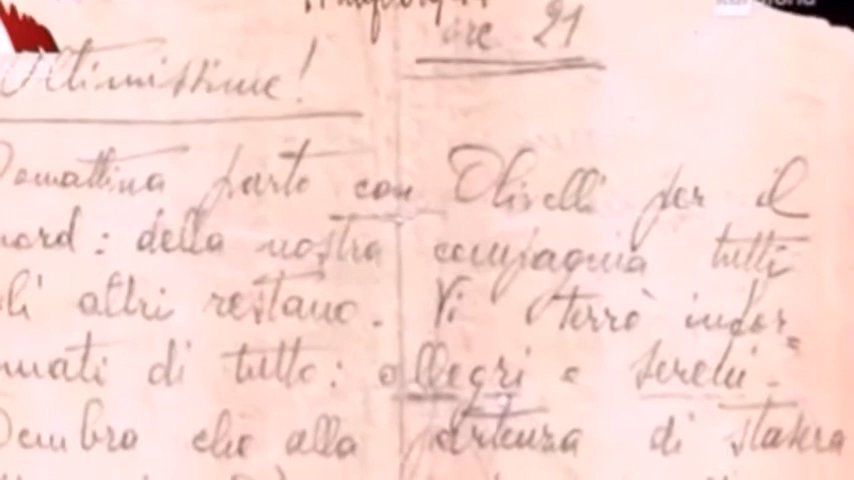 ore 21
Ultimissime!
Domattina parto con Olivelli per il
nord: della nostra compagnia tutti
gli altri restano. Vi terrò infor=
mati di tutto: allegri e sereni.
Sembra che alla partenza di stasera